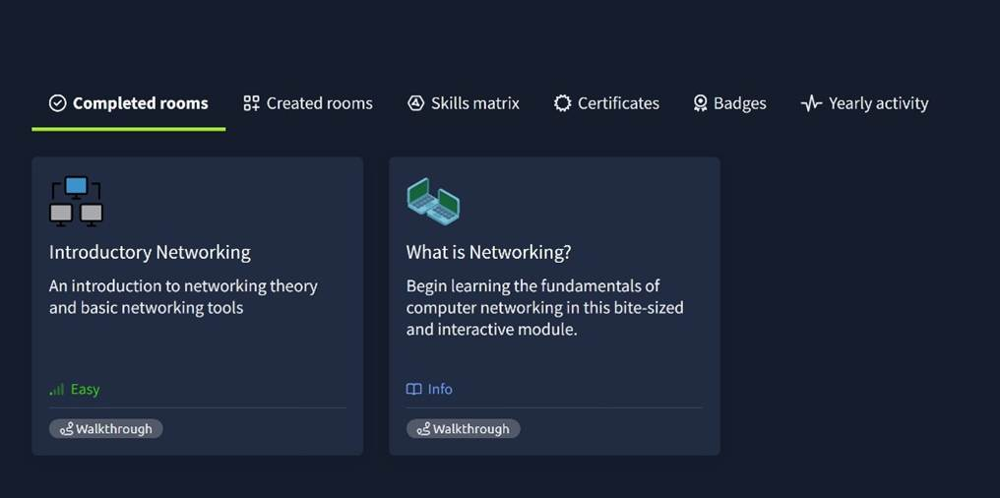 Completed rooms Created rooms Skills matrix Certificates Badges Yearly activity
Introductory Networking
An introduction to networking theory
and basic networking tools
Easy
Walkthrough
What is Networking?
Begin learning the fundamentals of
computer networking in this bite-sized
and interactive module.
Info
Walkthrough